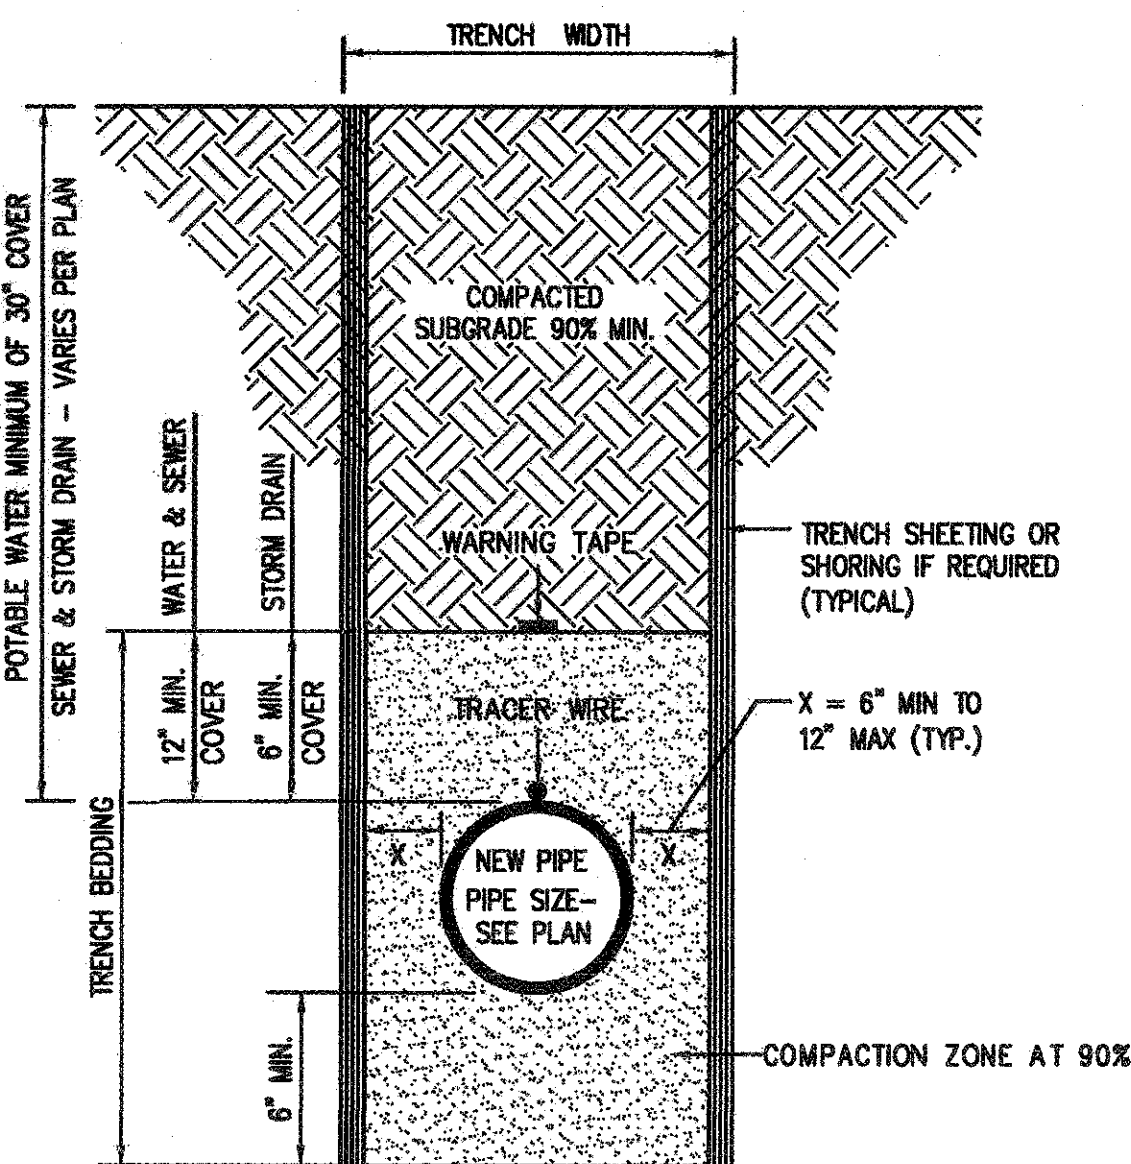 TRENCH WIDTH
POTABLE WATER MINIMUM OF 30" COVER
SEWER & STORM DRAIN - VARIES PER PLAN
COMPACTED
SUBGRADE 90% MIN.
WATER & SEWER
STORM DRAIN
WARNING TAPE
TRENCH SHEETING OR
SHORING IF REQUIRED
(TYPICAL)
12" MIN.
COVER
6" MIN.
COVER
TRACER WIRE
X = 6" MIN TO
12" MAX (TYP.)
TRENCH BEDDING
X
X
NEW PIPE
PIPE SIZE-
SEE PLAN
6" MIN.
COMPACTION ZONE AT 90%